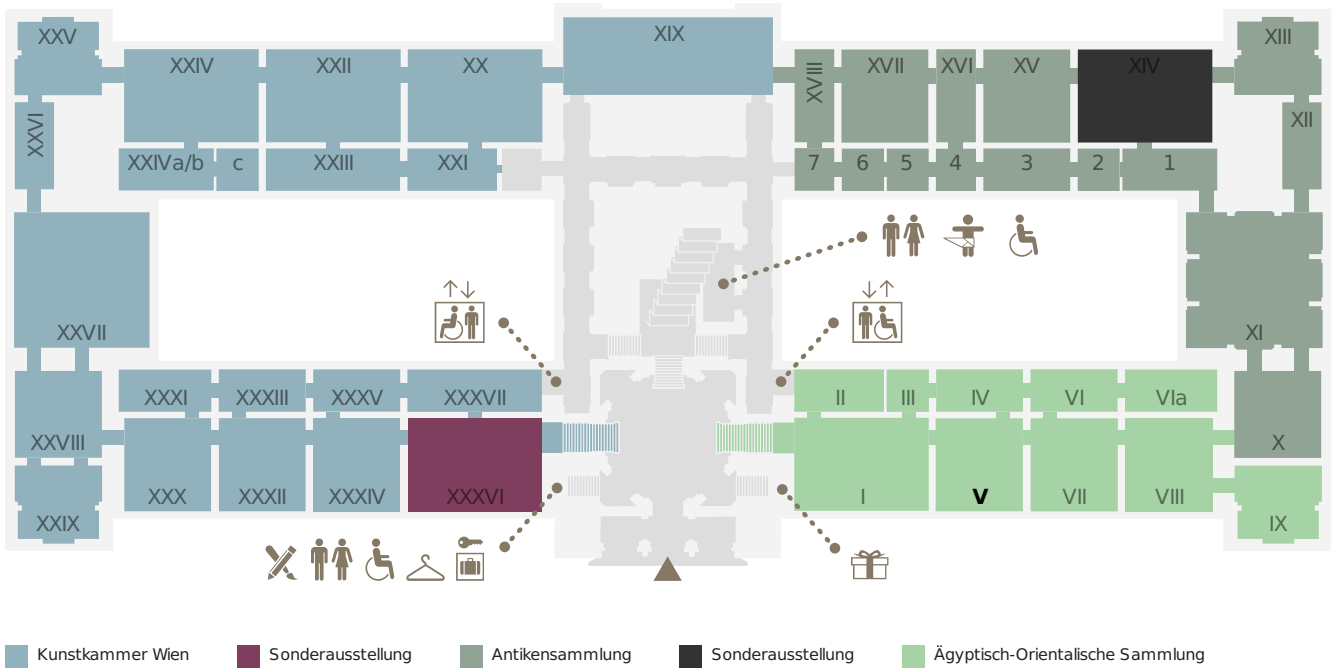 XXV
XXIV
XXII
XX
XIX
XVIII
XVII
XVI
XV
XIV
XIII
XXVI
XII
XXIVa/b
c
XXIII
XXI
7
6
5
4
3
2
1
XXVII
XI
XXXI
XXXIII
XXXV
XXXVII
II
III
IV
VI
VIa
XXVIII
X
XXX
XXXII
XXXIV
XXXVI
I
V
VII
VIII
XXIX
IX
Kunstkammer Wien
Sonderausstellung
Antikensammlung
Sonderausstellung
Ägyptisch-Orientalische Sammlung